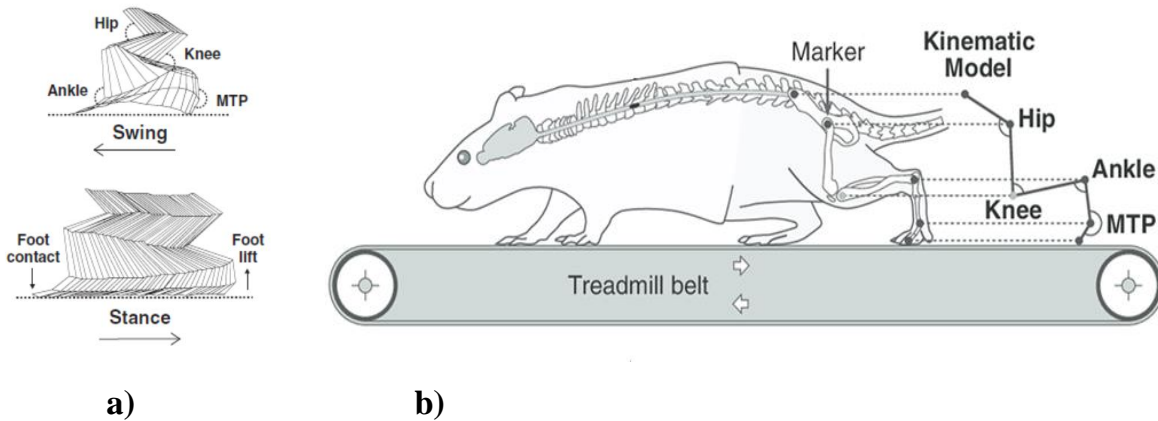 Hip
Knee
Ankle
MTP
Swing
Foot
contact
Foot
lift
Stance
a)
Marker
Kinematic
Model
Hip
Ankle
Knee
MTP
Treadmill belt
b)